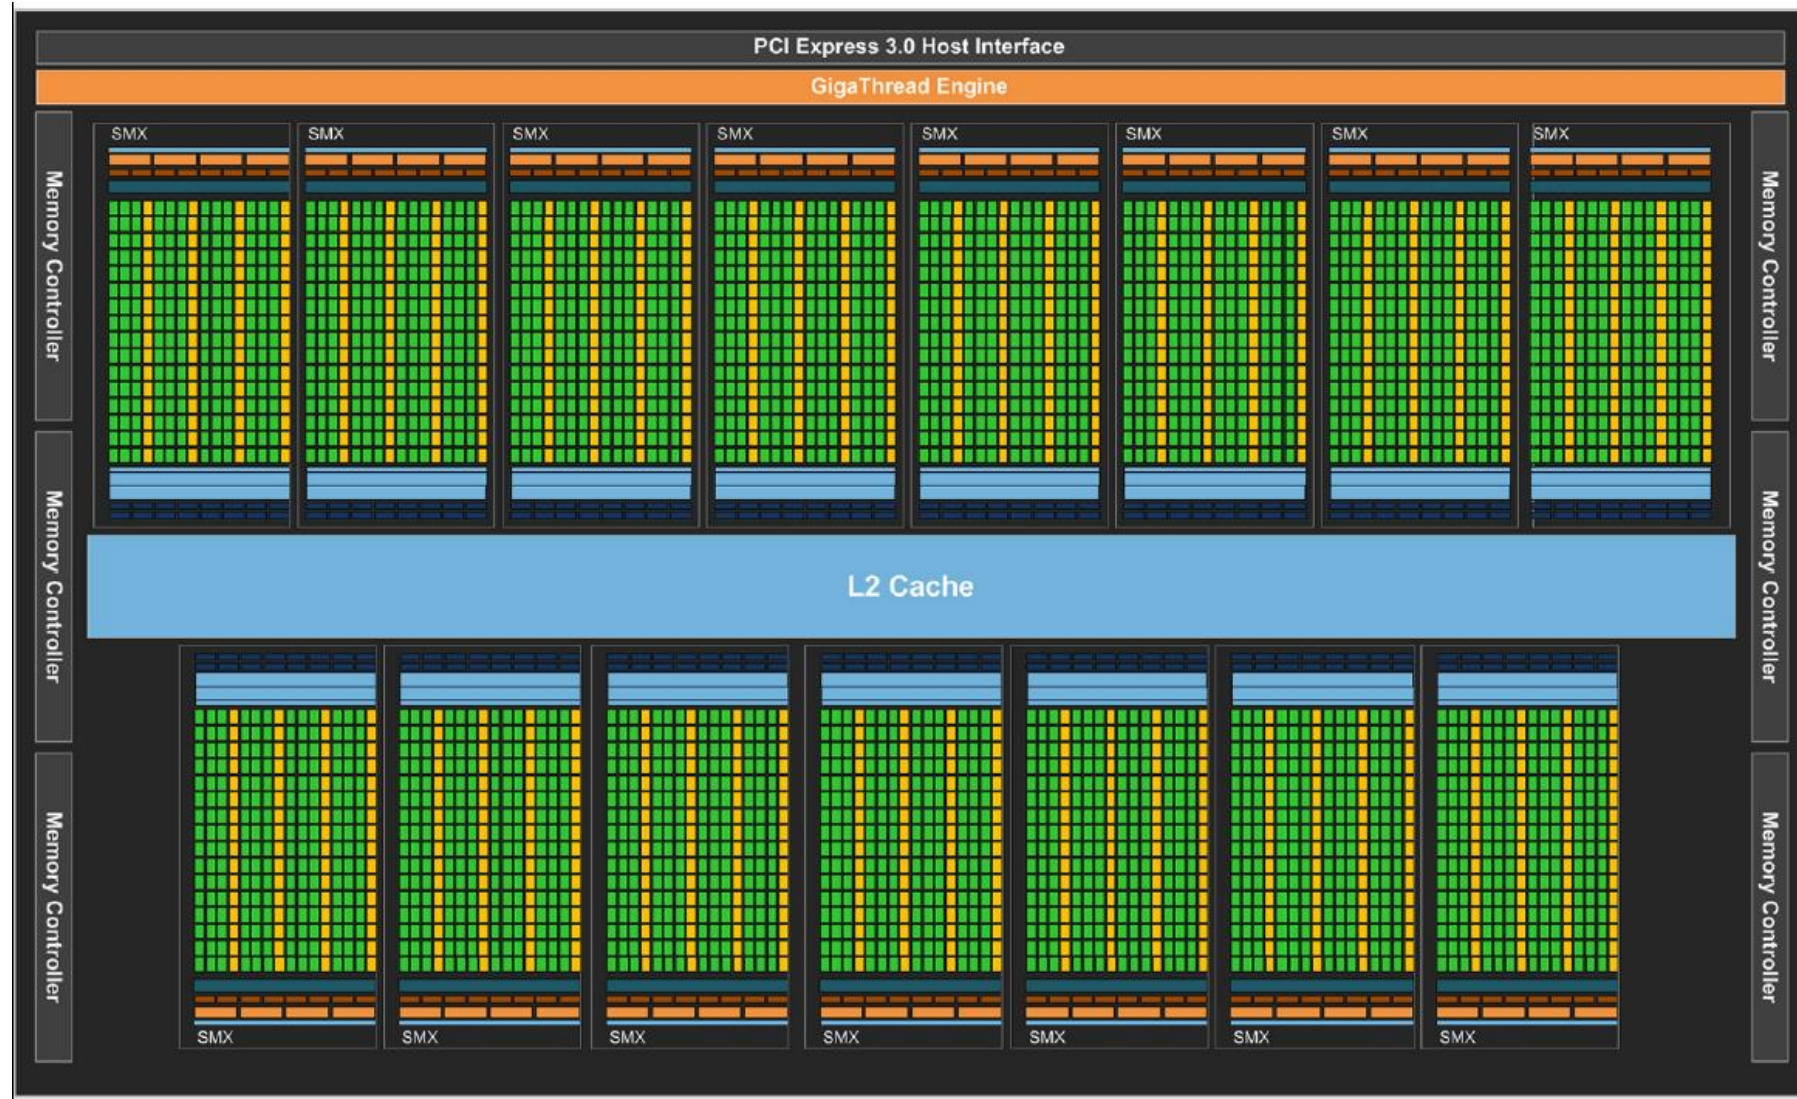 PCI Express 3.0 Host Interface
GigaThread Engine
SMX
SMX
SMX
SMX
SMX
SMX
SMX
SMX
Memory Controller
Memory Controller
Memory Controller
Memory Controller
L2 Cache
Memory Controller
Memory Controller
SMX
SMX
SMX
SMX
SMX
SMX
SMX